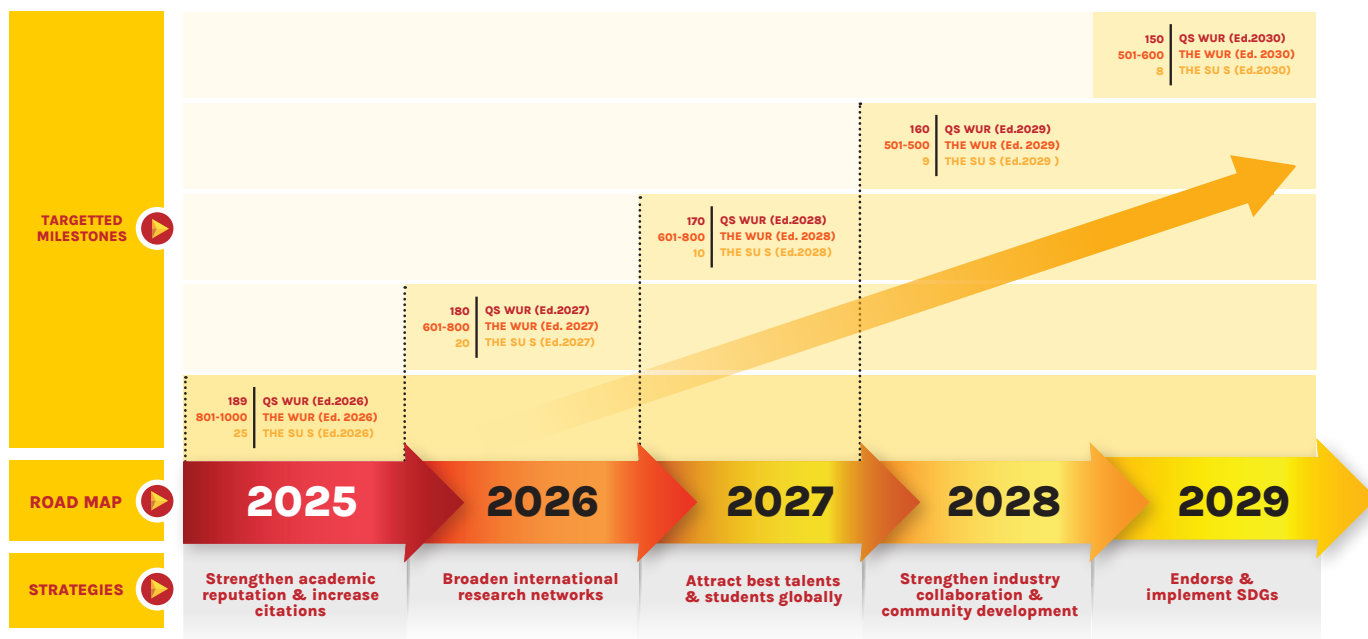 150 QS WUR (Ed.2030)
501-600 THE WUR (Ed. 2030)
8 THE SU S (Ed.2030)
160 QS WUR (Ed.2029)
501-500 THE WUR (Ed. 2029)
9 THE SU S (Ed.2029 )
TARGETTED
MILESTONES
170 QS WUR (Ed.2028)
601-800 THE WUR (Ed. 2028)
10 THE SU S (Ed.2028)
180 QS WUR (Ed.2027)
601-800 THE WUR (Ed. 2027)
20 THE SU S (Ed.2027)
189 QS WUR (Ed.2026)
801-1000 THE WUR (Ed. 2026)
25 THE SU S (Ed.2026)
ROAD MAP
2025
2026
2027
2028
2029
STRATEGIES
Strengthen academic
reputation & increase
citations
Broaden international
research networks
Attract best talents
& students globally
Strengthen industry
collaboration &
community development
Endorse &
implement SDGs